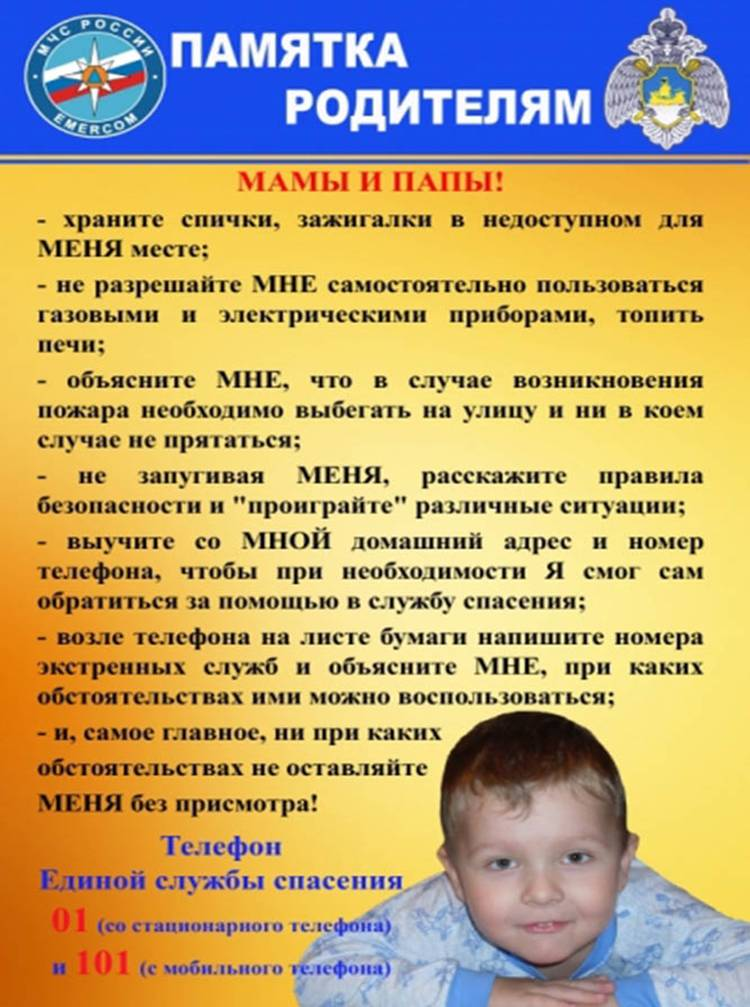 МЧС РОССИИ
EMERCOM
ПАМЯТКА
РОДИТЕЛЯМ
МАМЫ И ПАПЫ!
- храните спички, зажигалки в недоступном для
МЕНЯ месте;
- не разрешайте МНЕ самостоятельно пользоваться
газовыми и электрическими приборами, топить
печи;
- объясните МНЕ, что в случае возникновения
пожара необходимо выбегать на улицу и ни в коем
случае не прятаться;
- не запугивая МЕНЯ, расскажите правила
безопасности и "проиграйте" различные ситуации;
- выучите со МНОЙ домашний адрес и номер
телефона, чтобы при необходимости Я смог сам
обратиться за помощью в службу спасения;
- возле телефона на листе бумаги напишите номера
экстренных служб и объясните МНЕ, при каких
обстоятельствах ими можно воспользоваться;
- и, самое главное, ни при каких
обстоятельствах не оставляйте
МЕНЯ без присмотра!
Телефон
Единой службы спасения
01 (со стационарного телефона)
и 101 (с мобильного телефона)